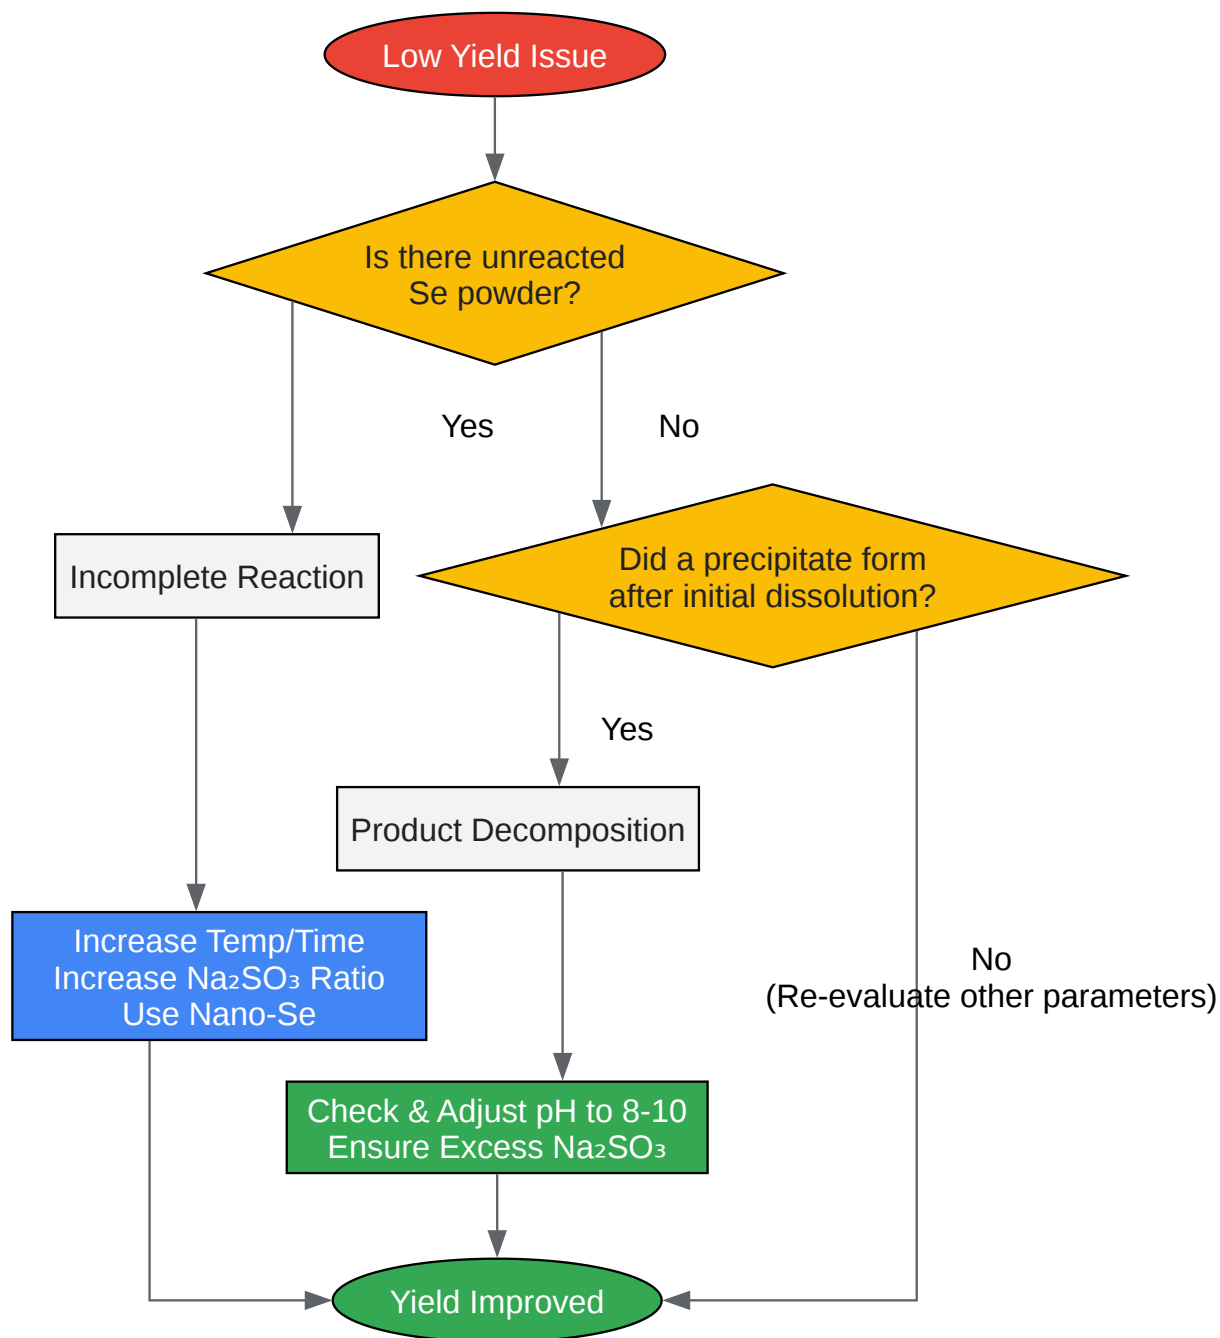 Low Yield Issue
Is there unreacted
Se powder?
Yes
No
Incomplete Reaction
Did a precipitate form
after initial dissolution?
Yes
Product Decomposition
Increase Temp/Time
Increase Na₂SO₃ Ratio
Use Nano-Se
No
(Re-evaluate other parameters)
Check & Adjust pH to 8-10
Ensure Excess Na₂SO₃
Yield Improved